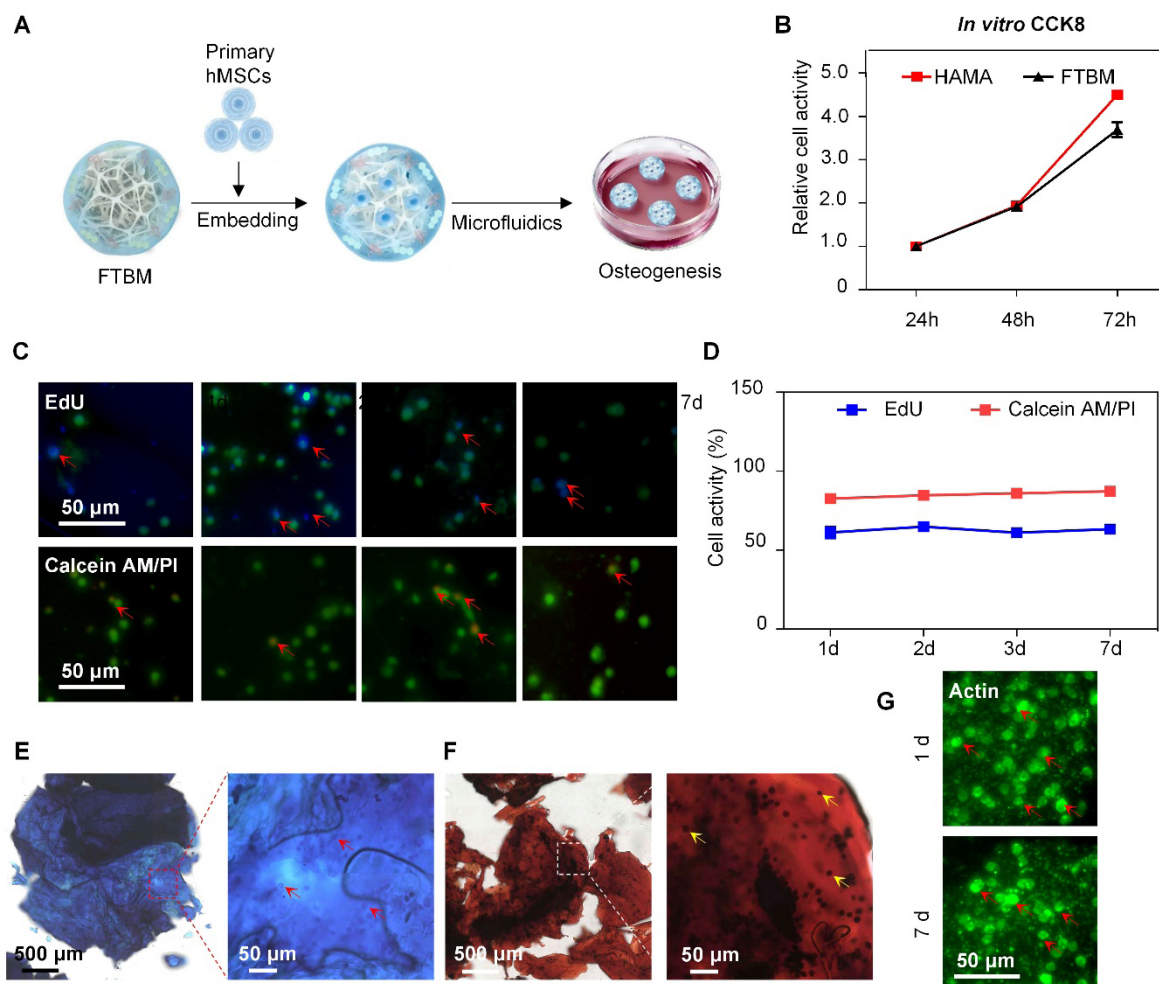 A
Primary
hMSCs
Embedding
Microfluidics
FTBM
Osteogenesis
B
In vitro CCK8
HAMA
FTBM
Relative cell activity
5.0
4.0
3.0
2.0
1.0
.0
24h
48h
72h
C
EdU
1d
2
7d
50 µm
Calcein AM/PI
50 µm
D
EdU
Calcein AM/PI
Cell activity (%)
150
100
50
0
1d
2d
3d
7d
E
500 µm
50 µm
F
500 µm
50 µm
G
Actin
1 d
7 d
50 µm